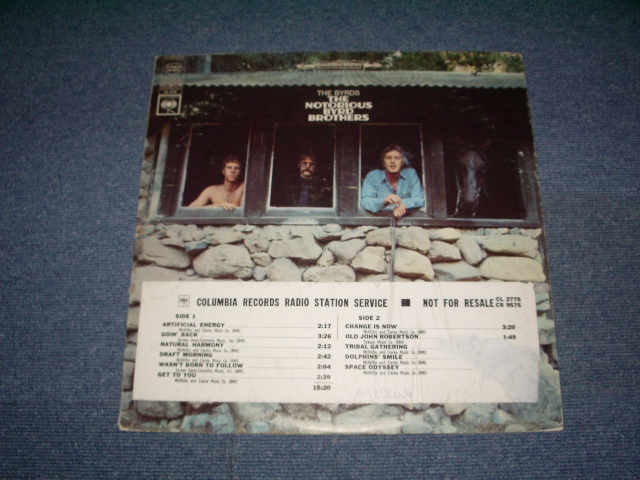 THE BYRDS
THE
NOTORIOUS
BYRD
BROTHERS
COLUMBIA RECORDS RADIO STATION SERVICE NOT FOR RESALE CL 2775
CS 9575
SIDE 1
ARTIFICIAL ENERGY 2:17
GOIN' BACK 3:26
NATURAL HARMONY 2:12
DRAFT MORNING 2:42
WASN'T BORN TO FOLLOW 2:04
GET TO YOU 2:39
15:20
SIDE 2
CHANGE IS NOW 3:20
OLD JOHN ROBERTSON 1:49
TRIBAL GATHERING
DOLPHINS' SMILE
SPACE ODYSSEY